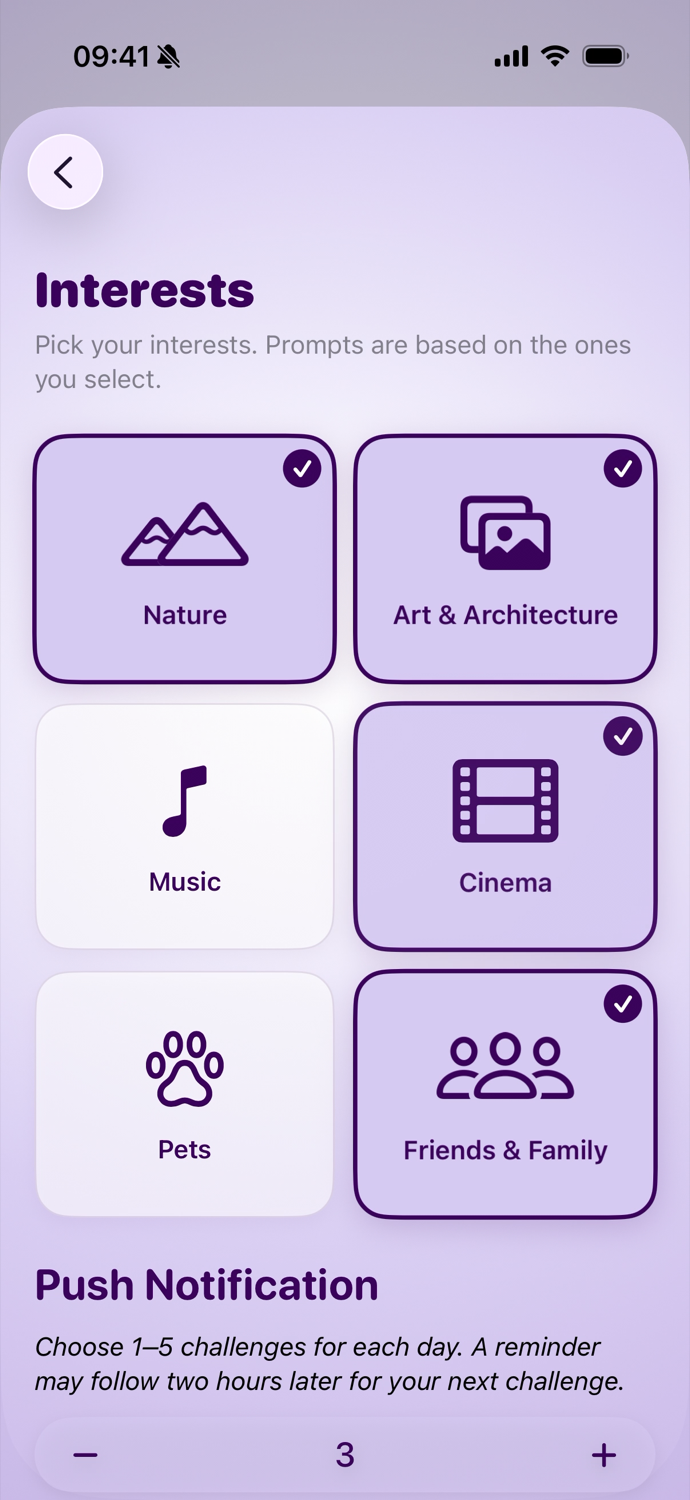 09:41
Interests
Pick your interests. Prompts are based on the ones
you select.
Nature
Art & Architecture
Music
Cinema
Pets
Friends & Family
Push Notification
Choose 1–5 challenges for each day. A reminder
may follow two hours later for your next challenge.
− 3 +